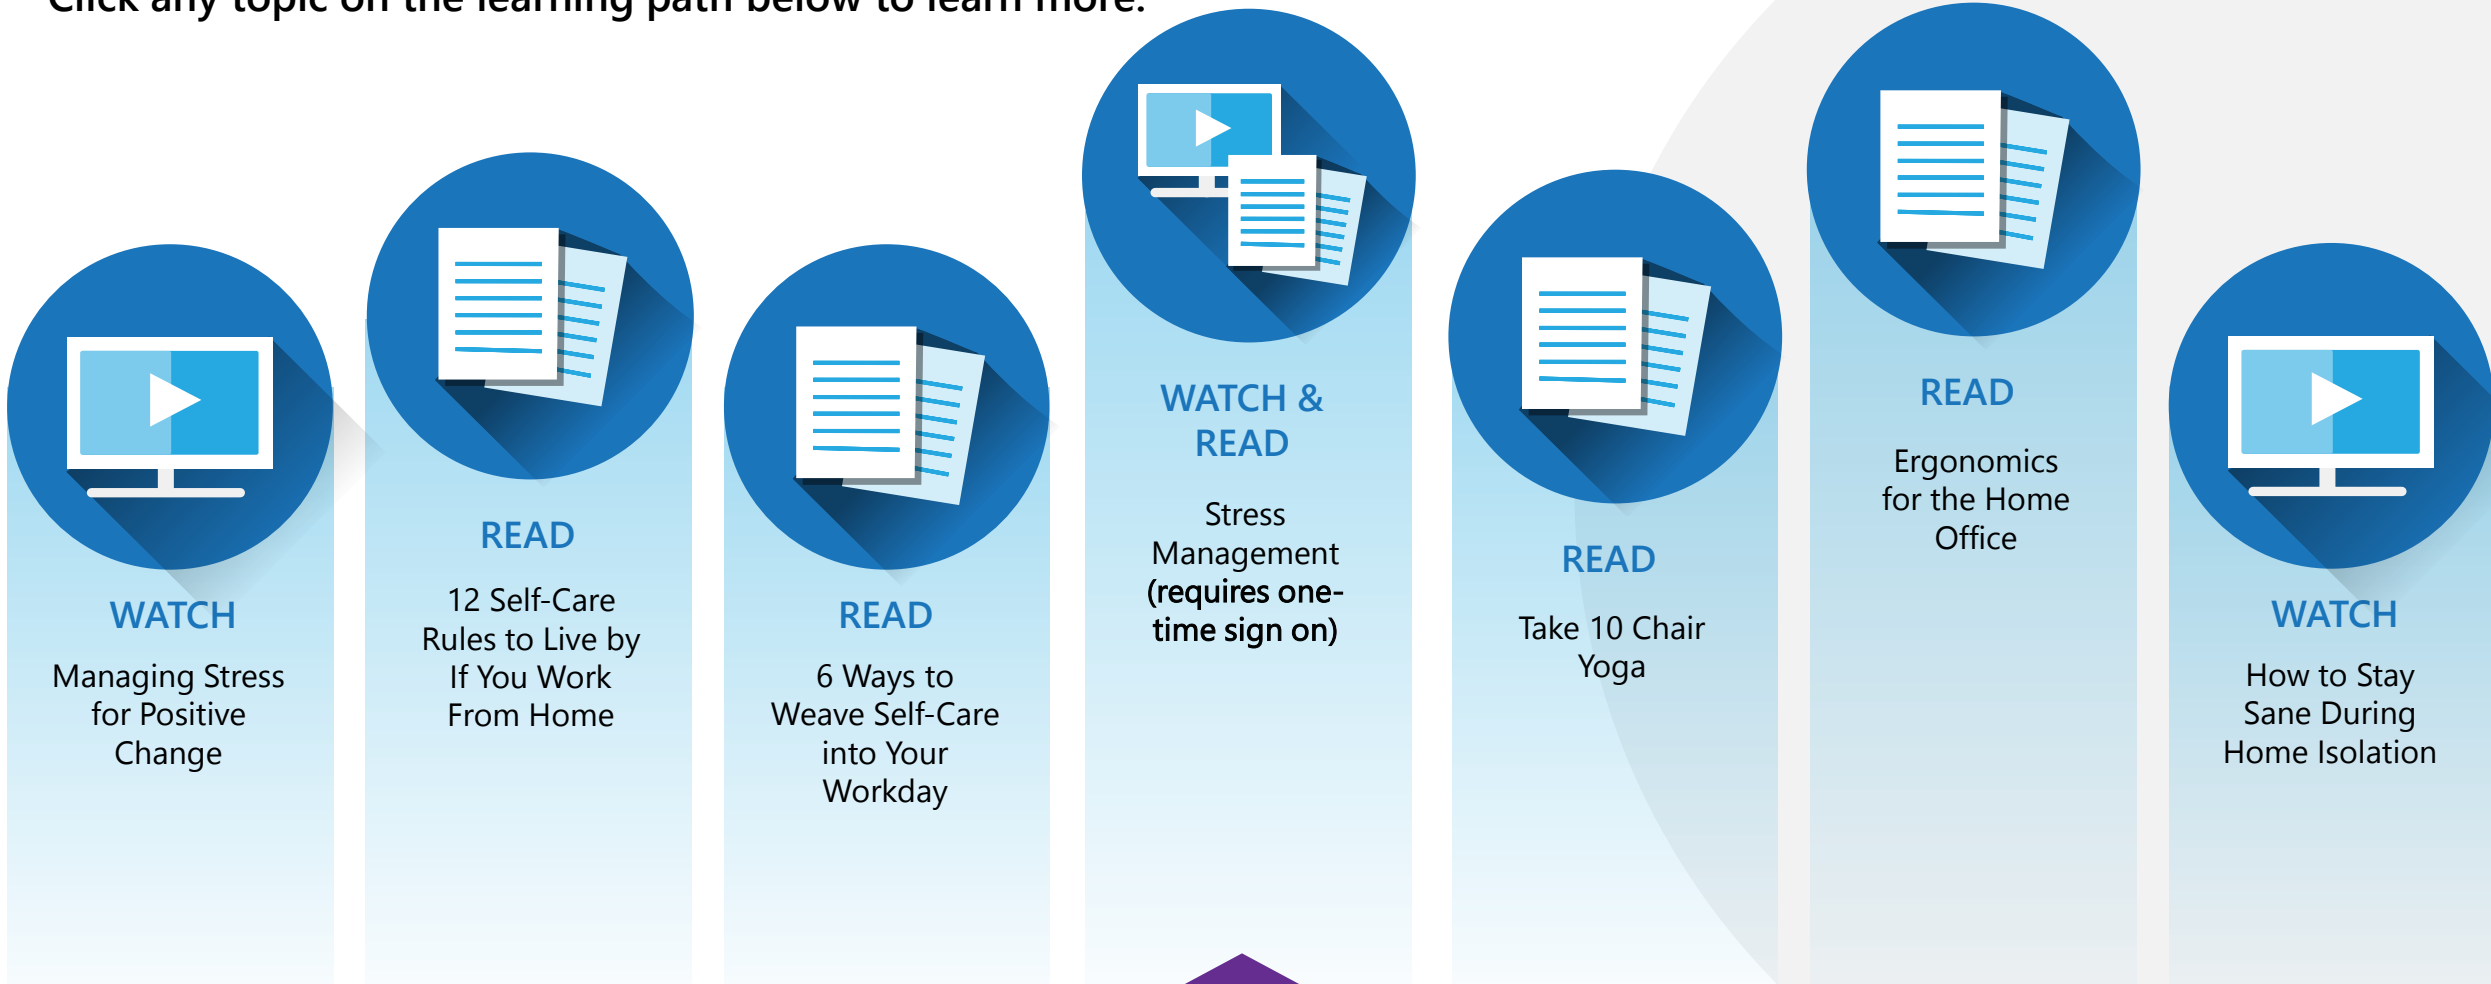 Click any topic on the learning path below to learn more.
WATCH
Managing Stress
for Positive
Change
READ
12 Self-Care
Rules to Live by
If You Work
From Home
READ
6 Ways to
Weave Self-Care
into Your
Workday
WATCH &
READ
Stress
Management
(requires one-
time sign on)
READ
Take 10 Chair
Yoga
READ
Ergonomics
for the Home
Office
WATCH
How to Stay
Sane During
Home Isolation